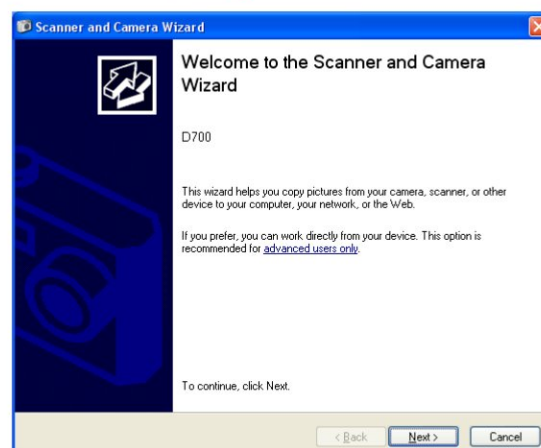 Scanner and Camera Wizard
Welcome to the Scanner and Camera
Wizard
D700
This wizard helps you copy pictures from your camera, scanner, or other
device to your computer, your network, or the Web.
If you prefer, you can work directly from your device. This option is
recommended for advanced users only.
To continue, click Next.
< Back Next > Cancel